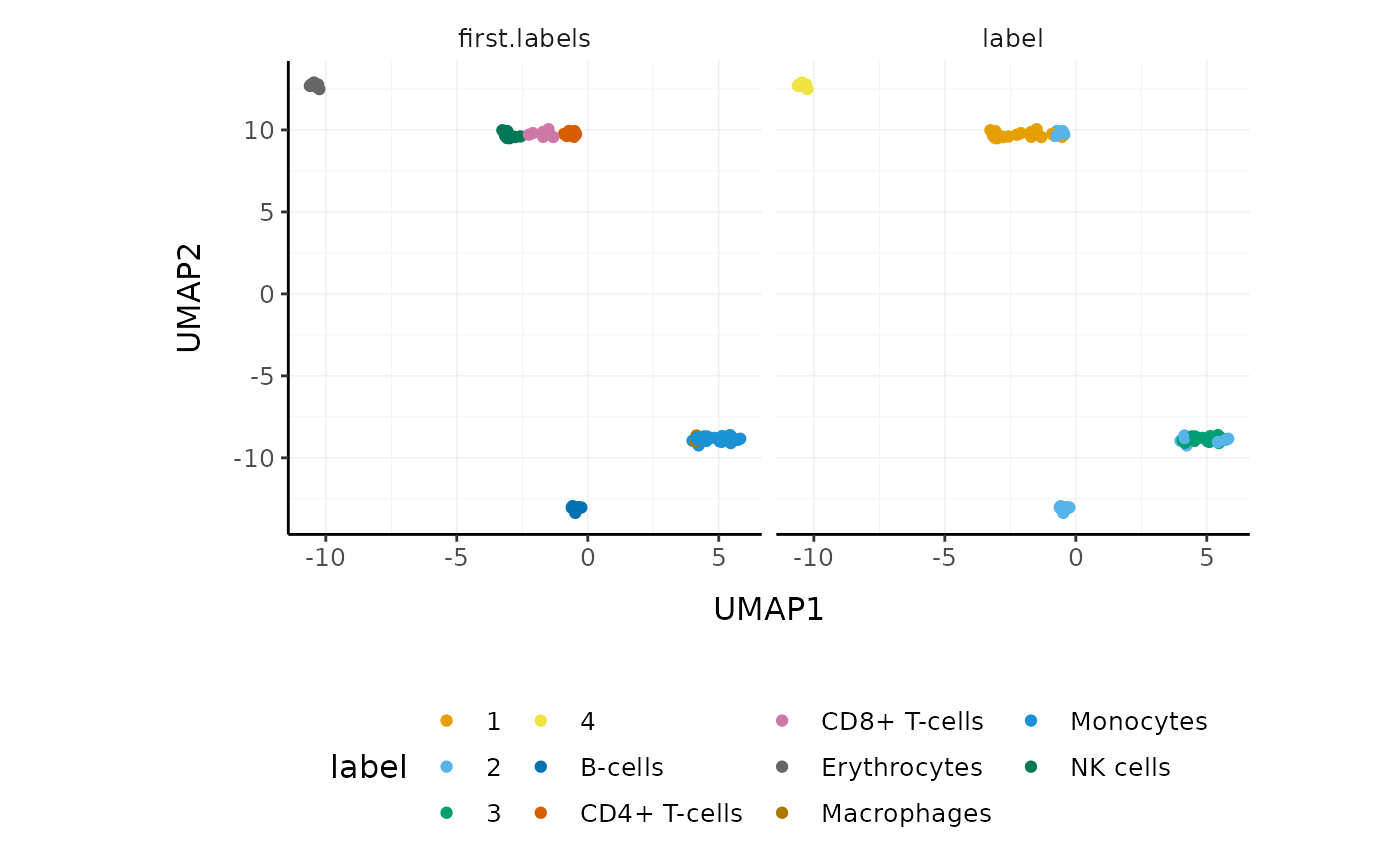 first.labels label
10
5
0
-5
-10
UMAP2
-10 -5 0 5 -10 -5 0 5
UMAP1
label
1 4 CD8+ T-cells Monocytes
2 B-cells Erythrocytes NK cells
3 CD4+ T-cells Macrophages